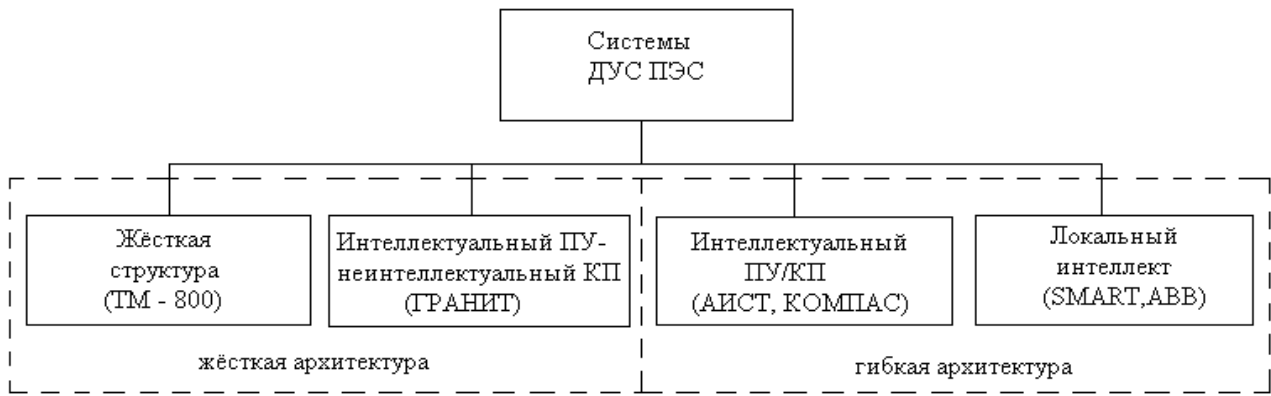 Системы
ДУС ПЭС
Жёсткая
структура
(ТМ - 800)
Интеллектуальный ПУ-
неинтеллектуальный КП
(ГРАНИТ)
Интеллектуальный
ПУ/КП
(АИСТ, КОМПАС)
Локальный
интеллект
(SMART,ABB)
жёсткая архитектура
гибкая архитектура